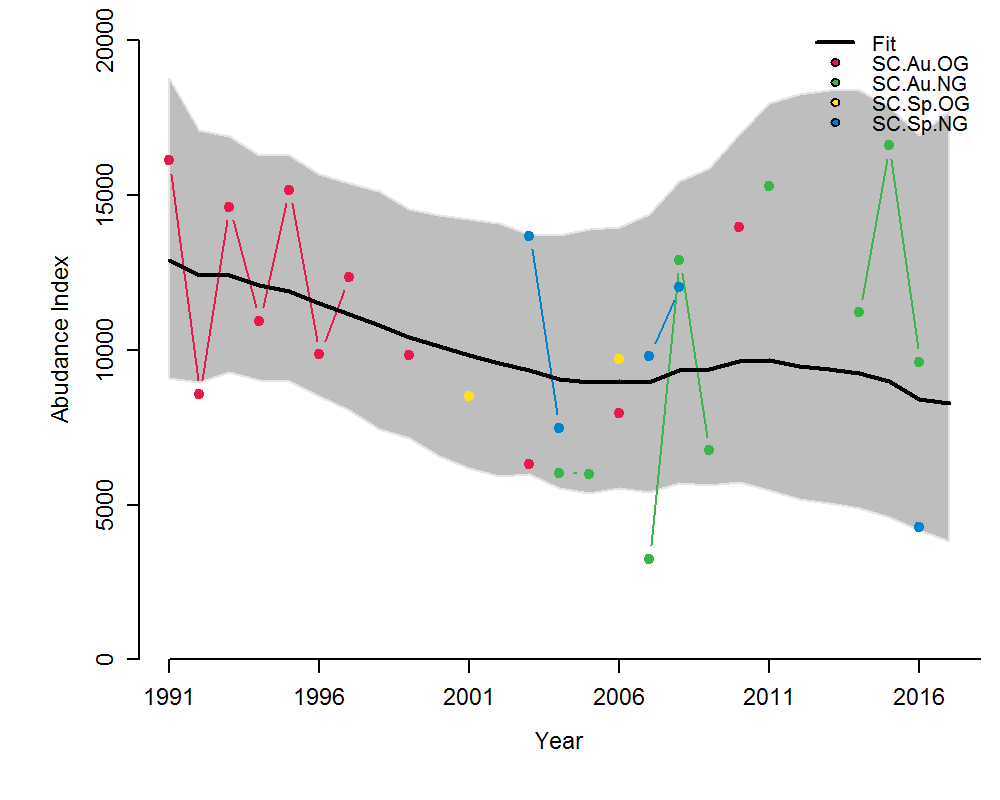 Fit
SC.Au.OG
SC.Au.NG
SC.Sp.OG
SC.Sp.NG
Abudance Index
20000
15000
10000
5000
0
1991 1996 2001 2006 2011 2016
Year